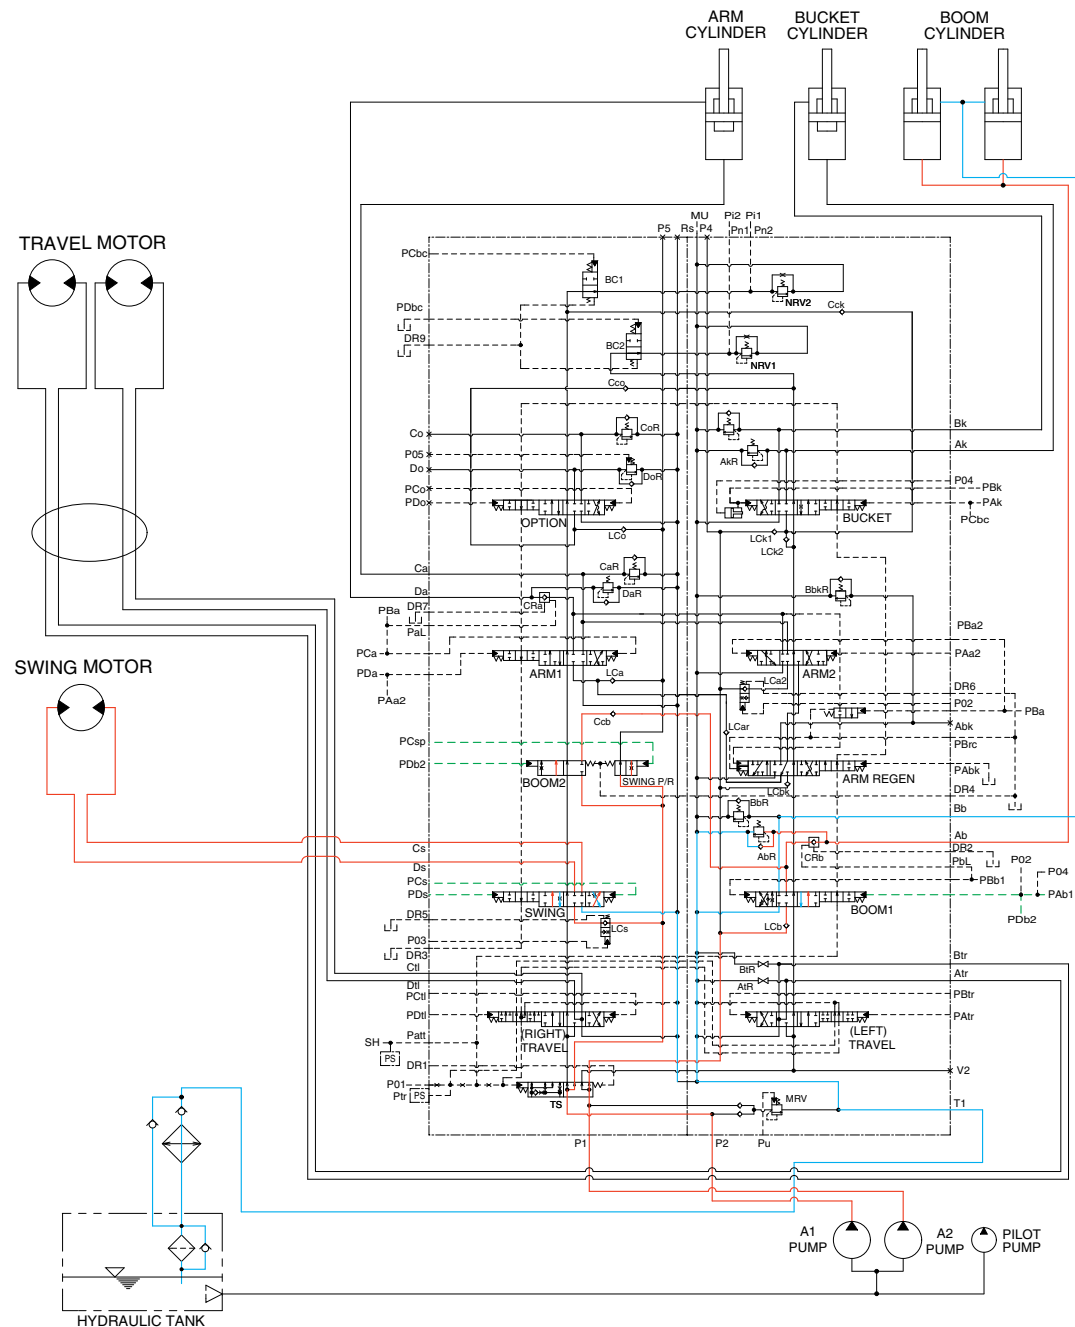 ARM
CYLINDER
BUCKET
CYLINDER
BOOM
CYLINDER
TRAVEL MOTOR
SWING MOTOR
MU
Pi2 Pi1
P5 Rs P4 Pn1 Pn2
PCbc
BC1
NRV2
Cck
PDbc
DR9
BC2
NRV1
Cco
Co
CoR
Bk
AkR
Ak
P05
Do
DoR
P04
PBk
PCo
PDo
PAk
PCbc
OPTION
BUCKET
LCo
LCk1
LCk2
Ca
CaR
Da
DaR
BbkR
DR7
CRa
PBa
PaL
PBa2
PCa
PAa2
PDa
ARM1
ARM2
LCa
LCa2
PAa2
DR6
P02
PBa
Ccb
LCar
Abk
PCsp
PBrc
PDb2
PAbk
BOOM2
SWING P/R
ARM REGEN
LCbk
DR4
BbR
Bb
Cs
AbR
CRb
Ab
DR2
Ds
PbL
P02
PCs
PBb1
P04
PDs
PAb1
SWING
BOOM1
PDb2
DR5
LCs
LCb
P03
DR3
Btr
Ctl
BtR
Atr
Dtl
AtR
PCtl
PBtr
PDtl
PAtr
(RIGHT)
TRAVEL
(LEFT)
TRAVEL
Patt
SH
PS
DR1
V2
P01
Ptr
PS
TS
MRV
T1
P1
P2
Pu
A1
PUMP
A2
PUMP
PILOT
PUMP
HYDRAULIC TANK